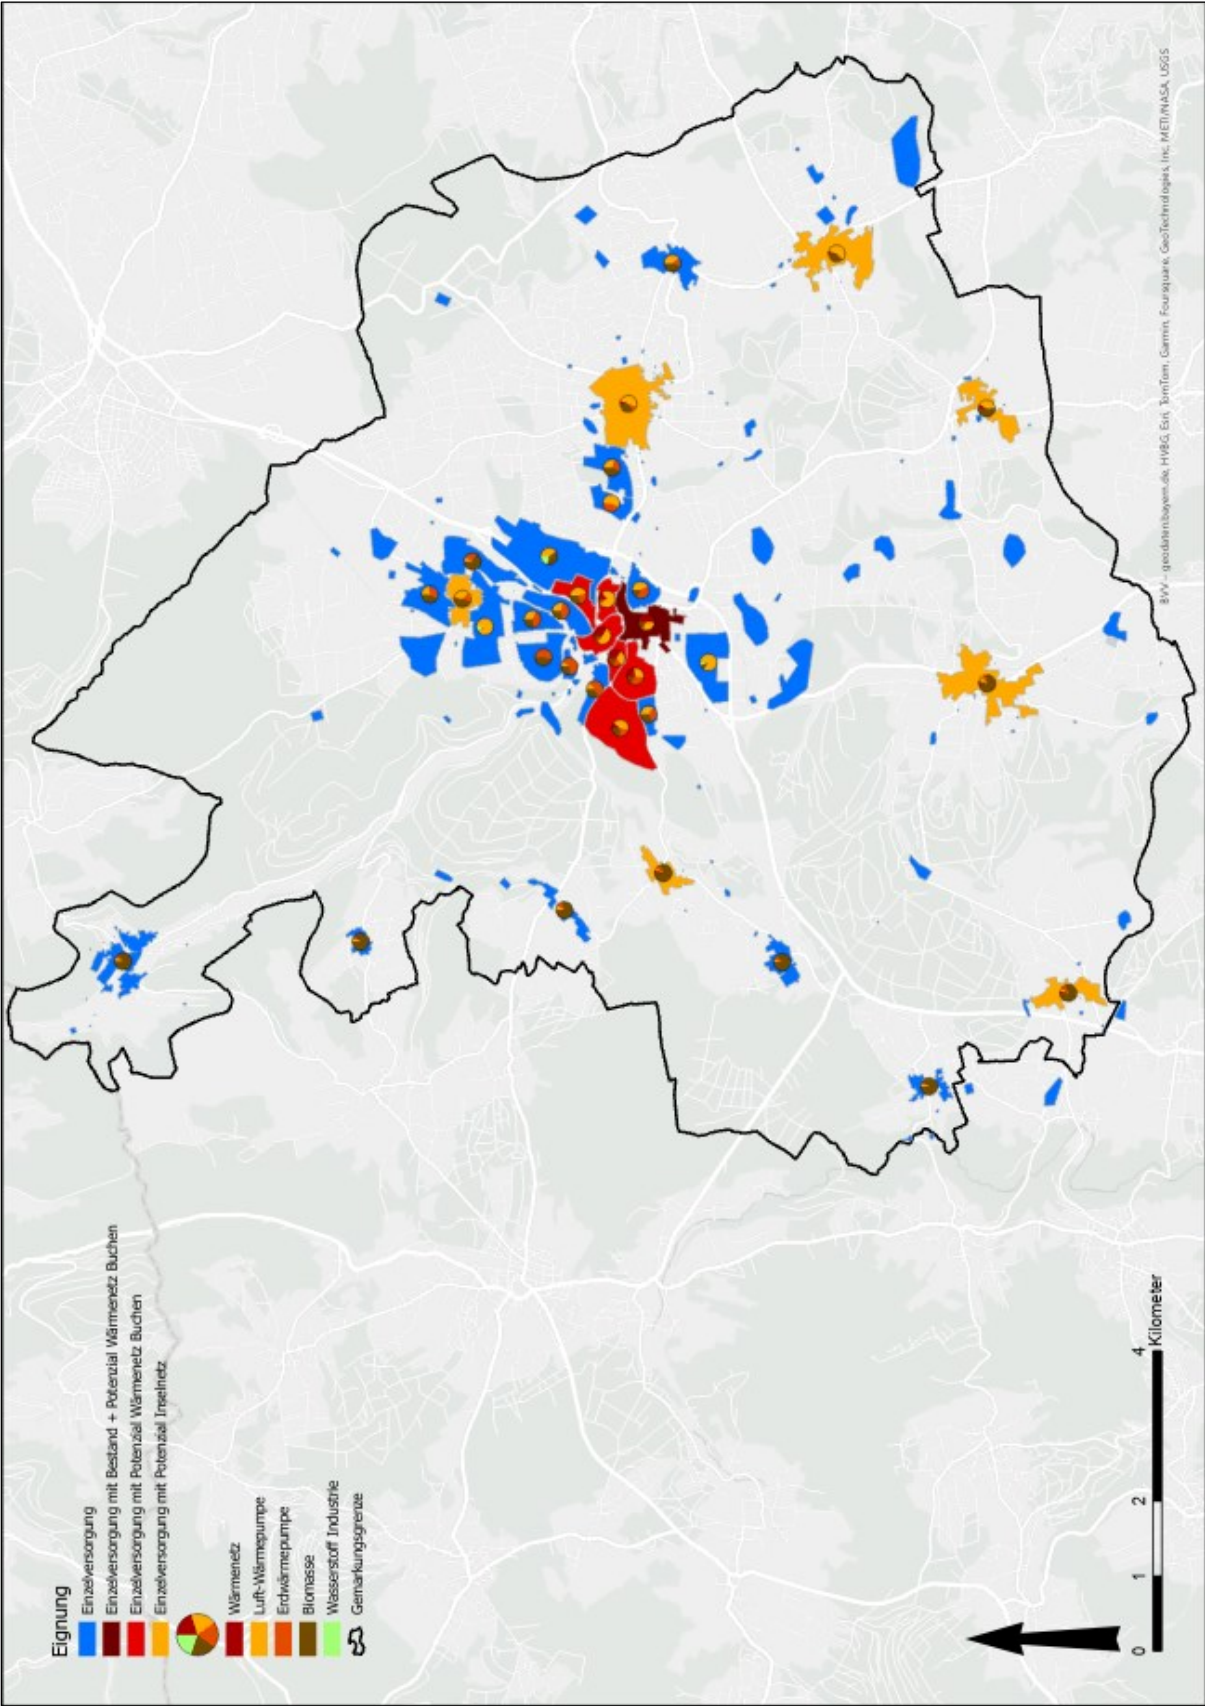 Eignung
Einzelversorgung
Einzelversorgung mit Bestand + Potenzial Wärmenetz Buchen
Einzelversorgung mit Potenzial Wärmenetz Buchen
Einzelversorgung mit Potenzial Inselnetz
Wärmenetz
Luft-Wärmepumpe
Erdwärmepumpe
Biomasse
Wasserstoff Industrie
Gemarkungsgrenze
0 1 2 4
Kilometer
BVV - geodaten.bayern.de, HVBG, Esri, TomTom, Garmin, Foursquare, GeoTechnologies, Inc, METI/NASA, USGS